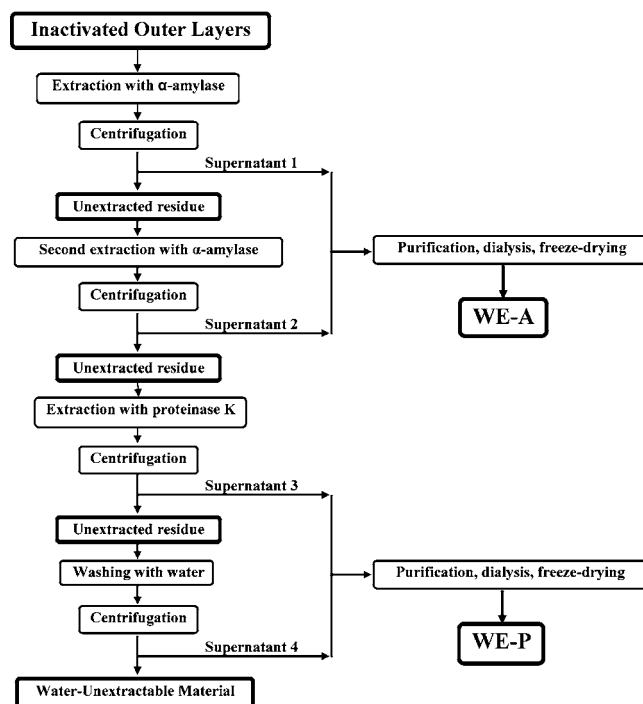 Inactivated Outer Layers
Extraction with α-amylase
Centrifugation
Supernatant 1
Unextracted residue
Second extraction with α-amylase
Purification, dialysis, freeze-drying
Centrifugation
WE-A
Supernatant 2
Unextracted residue
Extraction with proteinase K
Centrifugation
Supernatant 3
Unextracted residue
Washing with water
Purification, dialysis, freeze-drying
Centrifugation
WE-P
Supernatant 4
Water-Unextractable Material